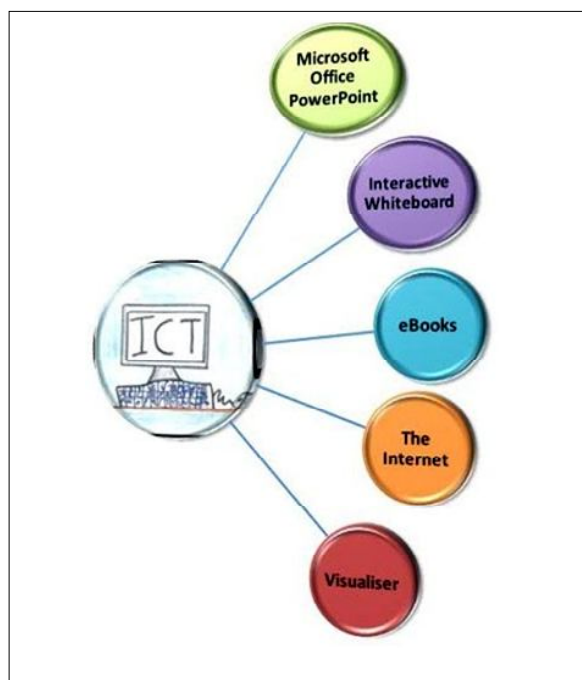 Microsoft
Office
PowerPoint
Interactive
Whiteboard
ICT
eBooks
The
Internet
Visualiser